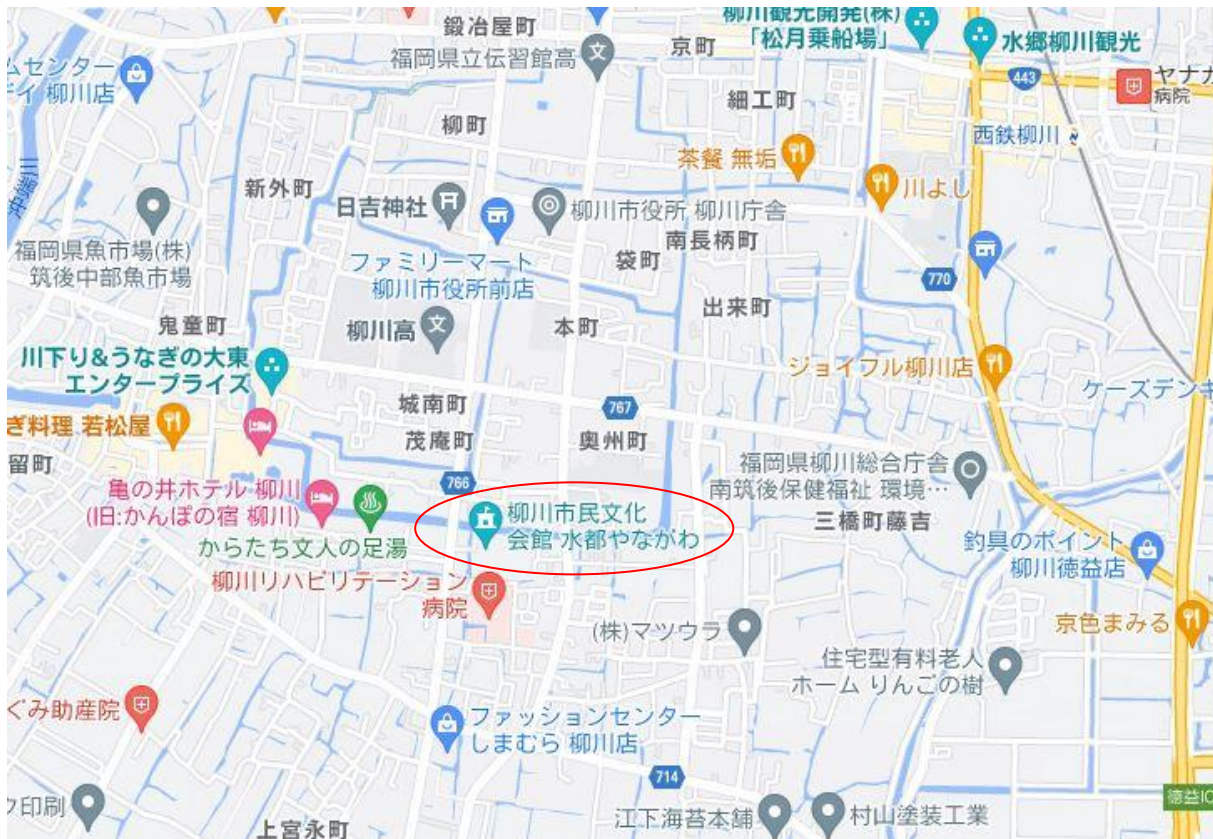 鍛冶屋町
福岡県立伝習館高
京町
柳川観光開発(株)
「松月乗船場」
水郷柳川観光
443
ヤナガ
病院
ムセンター
デイ 柳川店
細工町
柳町
西鉄柳川
茶餐 無垢
川よし
新外町
日吉神社
柳川市役所 柳川庁舎
南長柄町
袋町
福岡県魚市場(株)
筑後中部魚市場
ファミリーマート
柳川市役所前店
770
出来町
鬼童町
柳川高
本町
川下り&うなぎの大東
エンタープライズ
ジョイフル柳川店
ケーズデンキ
城南町
767
ぎ料理 若松屋
茂庵町
奥州町
留町
福岡県柳川総合庁舎
南筑後保健福祉 環境…
766
亀の井ホテル 柳川
(旧:かんぽの宿 柳川)
柳川市民文化
会館 水都やながわ
三橋町藤吉
からたち文人の足湯
釣具のポイント
柳川徳益店
柳川リハビリテーション
病院
(株)マツウラ
京色まみる
住宅型有料老人
ホーム りんごの樹
ぐみ助産院
ファッションセンター
しまむら 柳川店
714
徳益IC
フ印刷
上宮永町
江下海苔本舗
村山塗装工業